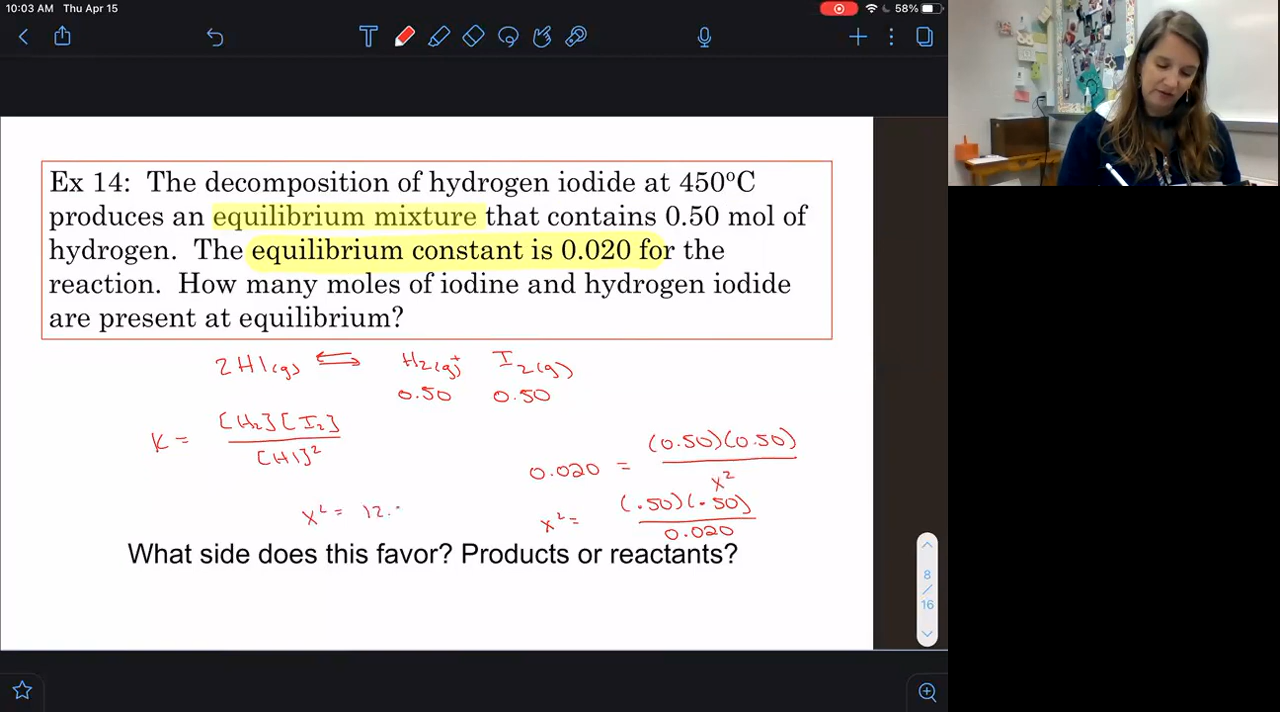 10:03 AM Thu Apr 15
58%
Ex 14: The decomposition of hydrogen iodide at 450°C
produces an equilibrium mixture that contains 0.50 mol of
hydrogen. The equilibrium constant is 0.020 for the
reaction. How many moles of iodine and hydrogen iodide
are present at equilibrium?
2HI(g) ⇌ H2(g)+ I2(g)
0.50 0.50
K = [H2][I2]
[HI]²
0.020 = (0.50)(0.50)
x²
x² = (.50)(.50)
0.020
x² = 12.
What side does this favor? Products or reactants?
8
/
16